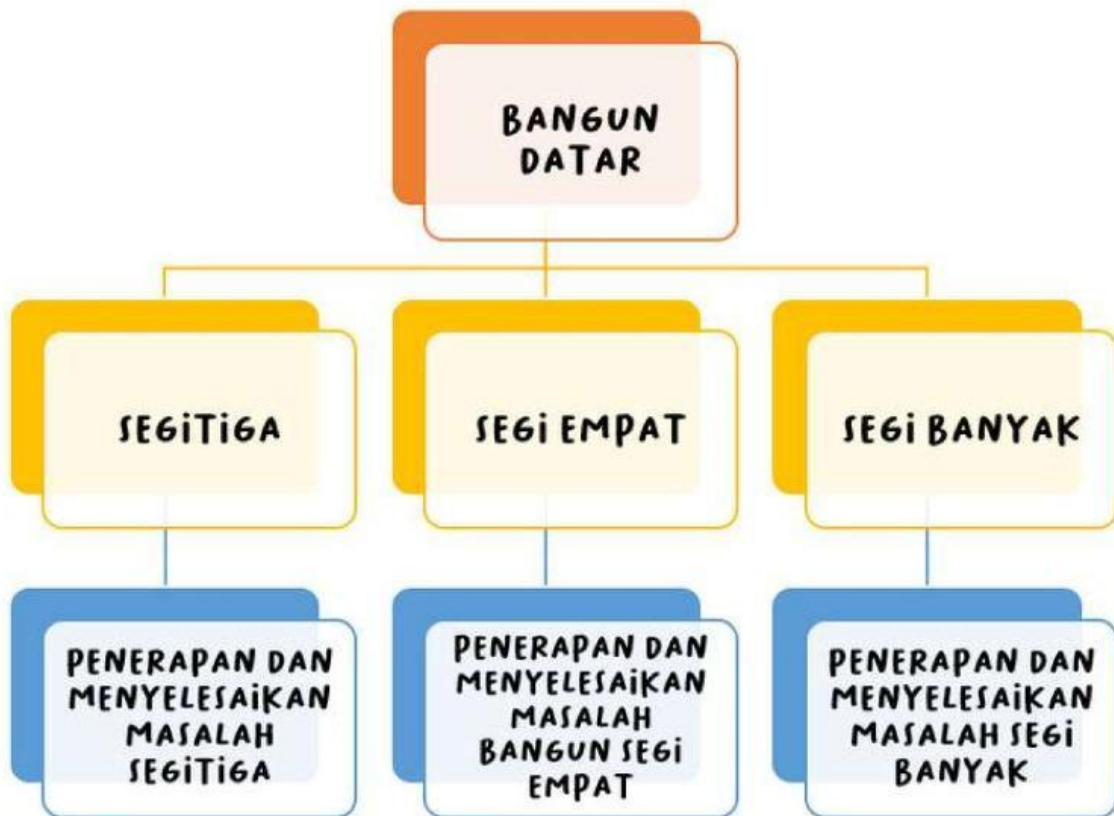 BANGUN
DATAR
SEGiTiGA
SEGi EMPAT
SEGi BANYAK
PENERAPAN DAN
MENYELESAiKAN
MASALAH
SEGiTiGA
PENERAPAN DAN
MENYELESAiKAN
MASALAH
BANGUN SEGi
EMPAT
PENERAPAN DAN
MENYELESAiKAN
MASALAH SEGi
BANYAK